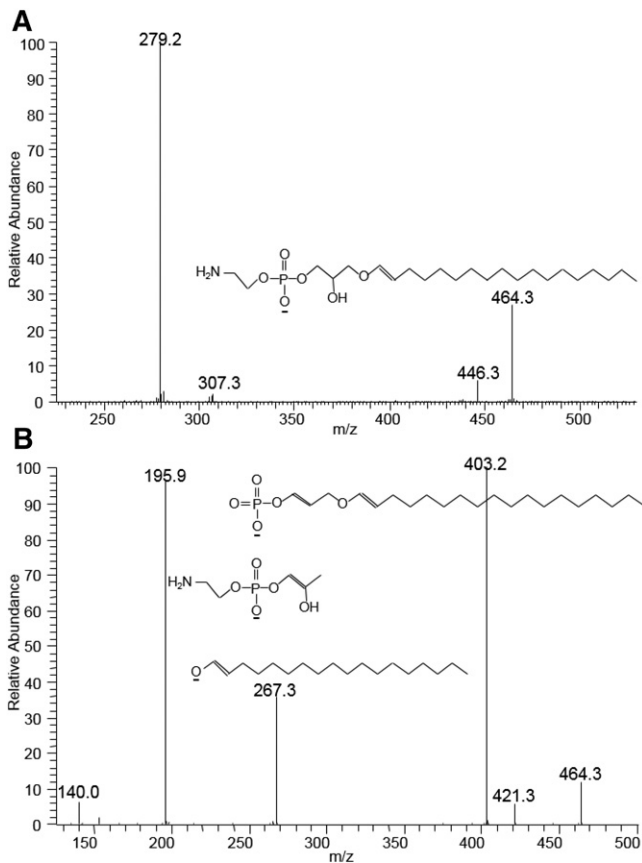 A
279.2
100
90
80
70
60
50
40
30
20
10
0
Relative Abundance
H₂N
O
P
O
O
O
OH
O
307.3
446.3
464.3
250
300
350
400
450
500
m/z
B
195.9
403.2
100
90
80
70
60
50
40
30
20
10
0
Relative Abundance
O
O=P
O
O
O
H₂N
O
O
P
O
O
OH
O
267.3
140.0
421.3
464.3
150
200
250
300
350
400
450
500
m/z